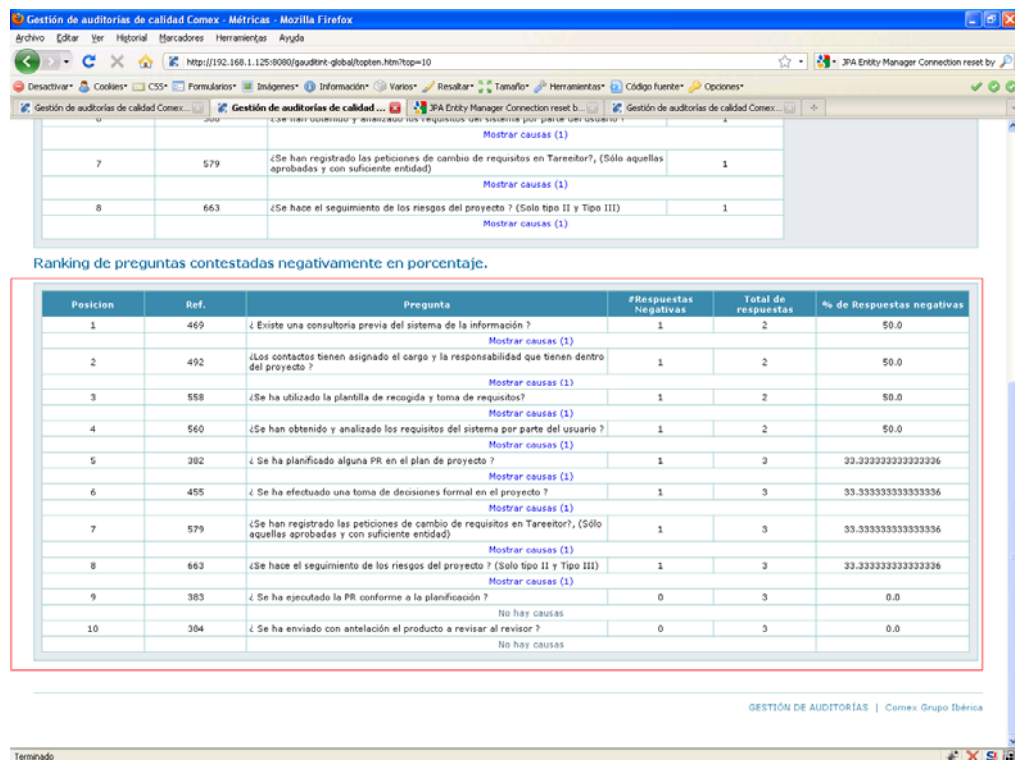 Gestión de auditorías de calidad Comex - Métricas - Mozilla Firefox
Archivo Editar Ver Historial Marcadores Herramientas Ayuda
http://192.168.1.125:8080/gauditint-global/topten.htm?top=10 JPA Entity Manager Connection reset by
Desactivar Cookies CSS Formularios Imágenes Información Varios Resaltar Tamaño Herramientas Código fuente Opciones
Gestión de auditorías de calidad Comex... Gestión de auditorías de calidad ... JPA Entity Manager Connection reset b... Gestión de auditorías de calidad Comex...
¿Se han obtenido y analizado los requisitos del sistema por parte del usuario ? 1
Mostrar causas (1)
7 579 ¿Se han registrado las peticiones de cambio de requisitos en Tareeitor?, (Sólo aquellas 1
aprobadas y con suficiente entidad)
Mostrar causas (1)
8 663 ¿Se hace el seguimiento de los riesgos del proyecto ? (Solo tipo II y Tipo III) 1
Mostrar causas (1)
Ranking de preguntas contestadas negativamente en porcentaje.
Posicion Ref. Pregunta #Respuestas Negativas Total de respuestas % de Respuestas negativas
1 469 ¿ Existe una consultoria previa del sistema de la información ? 1 2 50.0
Mostrar causas (1)
2 492 ¿Los contactos tienen asignado el cargo y la responsabilidad que tienen dentro 1 2 50.0
del proyecto ?
Mostrar causas (1)
3 558 ¿Se ha utilizado la plantilla de recogida y toma de requisitos? 1 2 50.0
Mostrar causas (1)
4 560 ¿Se han obtenido y analizado los requisitos del sistema por parte del usuario ? 1 2 50.0
Mostrar causas (1)
5 382 ¿ Se ha planificado alguna PR en el plan de proyecto ? 1 3 33.333333333333336
Mostrar causas (1)
6 455 ¿ Se ha efectuado una toma de decisiones formal en el proyecto ? 1 3 33.333333333333336
Mostrar causas (1)
7 579 ¿Se han registrado las peticiones de cambio de requisitos en Tareeitor?, (Sólo 1 3 33.333333333333336
aquellas aprobadas y con suficiente entidad)
Mostrar causas (1)
8 663 ¿Se hace el seguimiento de los riesgos del proyecto ? (Solo tipo II y Tipo III) 1 3 33.333333333333336
Mostrar causas (1)
9 383 ¿ Se ha ejecutado la PR conforme a la planificación ? 0 3 0.0
No hay causas
10 384 ¿ Se ha enviado con antelación el producto a revisar al revisor ? 0 3 0.0
No hay causas
GESTIÓN DE AUDITORÍAS | Comex Grupo Ibérica
Terminado